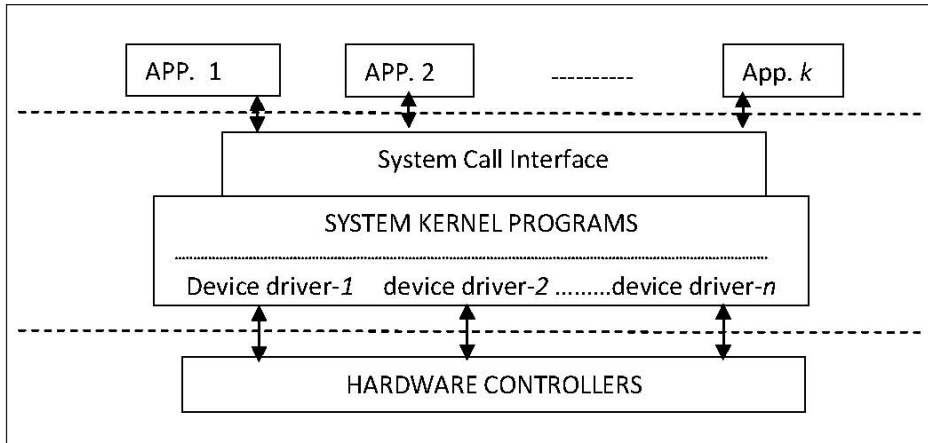 APP. 1 APP. 2 ---------- App. k
System Call Interface
SYSTEM KERNEL PROGRAMS
Device driver-1 device driver-2 .........device driver-n
HARDWARE CONTROLLERS